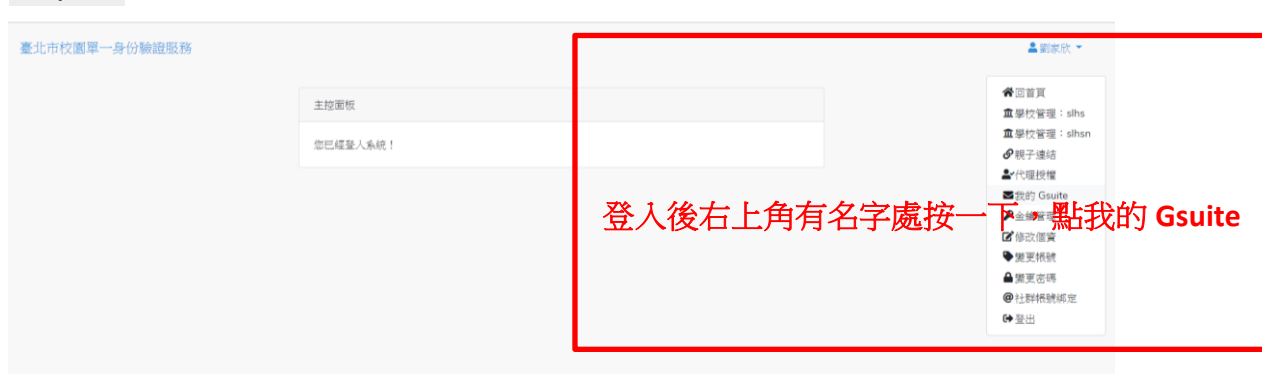 臺北市校園單一身份驗證服務
劉家欣
主控面板
您已經登入系統！
回首頁
學校管理：slhs
學校管理：slhsn
親子連結
代理授權
我的 Gsuite
登入後右上角有名字處按一下，點我的 Gsuite
金鑰管理
修改個資
變更帳號
變更密碼
@社群帳號綁定
登出